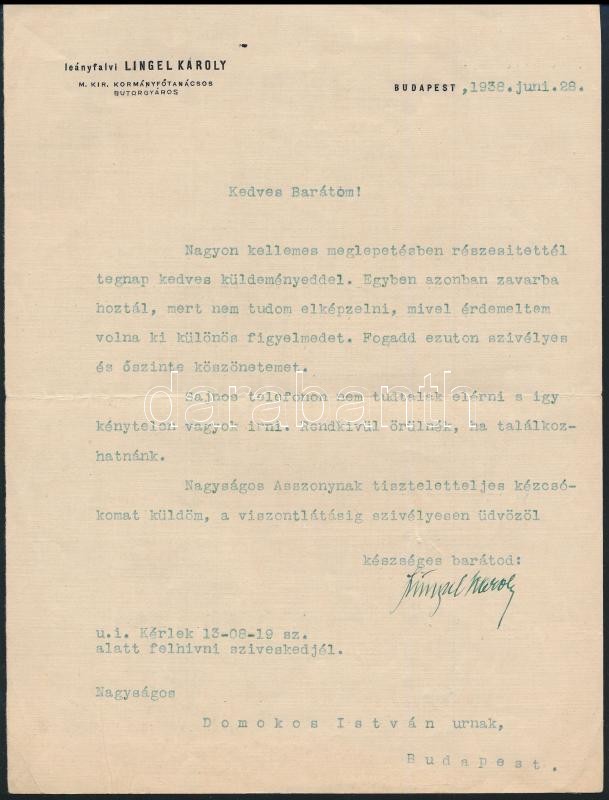 leányfalvi LINGEL KÁROLY
M. KIR. KORMÁNYFŐTANÁCSOS
BUTORGYÁROS
BUDAPEST ,1938.juni.28.
Kedves Barátom!
Nagyon kellemes meglepetésben részesitettél
tegnap kedves küldeményeddel. Egyben azonban zavarba
hoztál, mert nem tudom elképzelni, mivel érdemeltem
volna ki különös figyelmedet. Fogadd ezuton szivélyes
és őszinte köszönetemet.
Sajnos telefonon nem tudtalak elérni s igy
kénytelen vagyok irni. Rendkivül örülnék, ha találkoz-
hatnánk.
darabanth
Nagyságos Asszonynak tiszteletteljes kézcsó-
komat küldöm, a viszontlátásig szivélyesen üdvözöl
készséges barátod:
Lingel Károly
u.i. Kérlek 13-08-19 sz.
alatt felhivni sziveskedjél.
Nagyságos
Domokos István urnak,
Budapest.